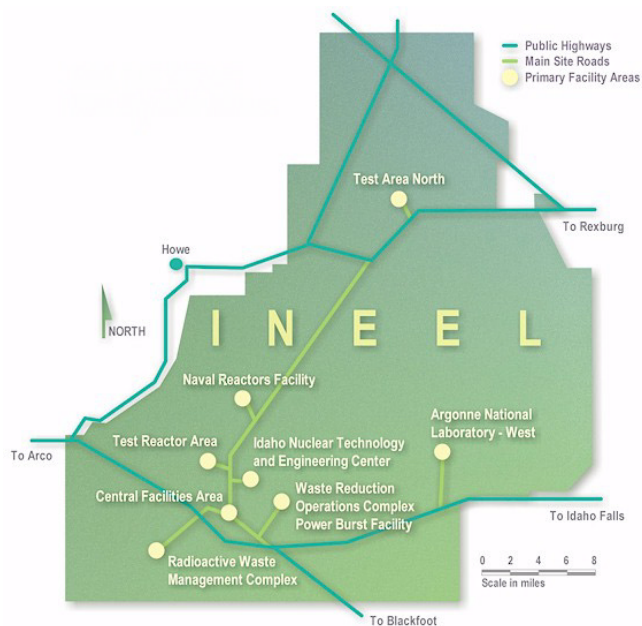 Public Highways
Main Site Roads
Primary Facility Areas
Test Area North
To Rexburg
Howe
NORTH
I N E E L
Naval Reactors Facility
Argonne National
Laboratory - West
Test Reactor Area
Idaho Nuclear Technology
and Engineering Center
To Arco
Central Facilities Area
Waste Reduction
Operations Complex
Power Burst Facility
To Idaho Falls
Radioactive Waste
Management Complex
0 2 4 6 8
Scale in miles
To Blackfoot